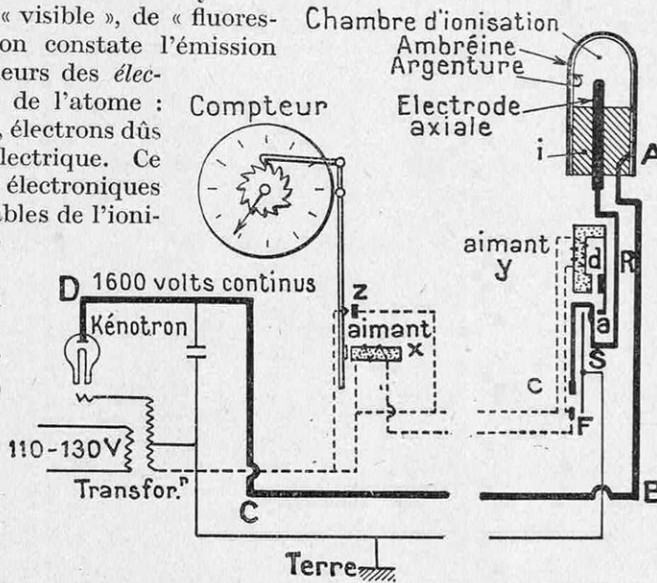 « visible », de « fluores-
on constate l'émission
eurs des élec-
de l'atome :
, électrons dûs
lectrique. Ce
électroniques
ables de l'ioni-
Chambre d'ionisation
Ambréine
Argenture
Electrode
axiale
i
A
Compteur
aimant
y
d
R
a
S
c
F
B
D
1600 volts continus
Kénotron
z
aimant
x
110-130V
Transfor.ⁿ
C
Terre